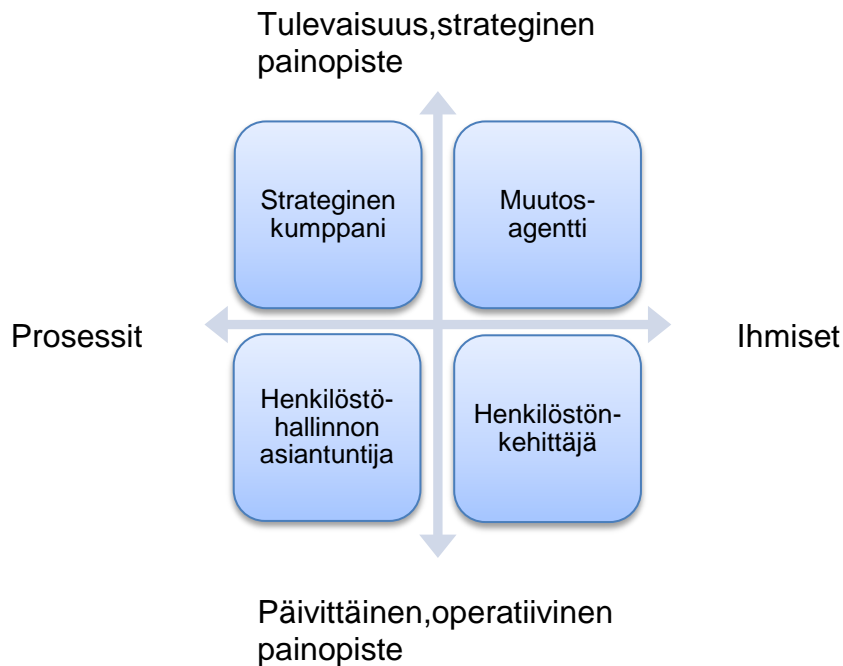 Tulevaisuus,strateginen
painopiste
Strateginen
kumppani
Muutos-
agentti
Prosessit
Ihmiset
Henkilöstö-
hallinnon
asiantuntija
Henkilöstön-
kehittäjä
Päivittäinen,operatiivinen
painopiste